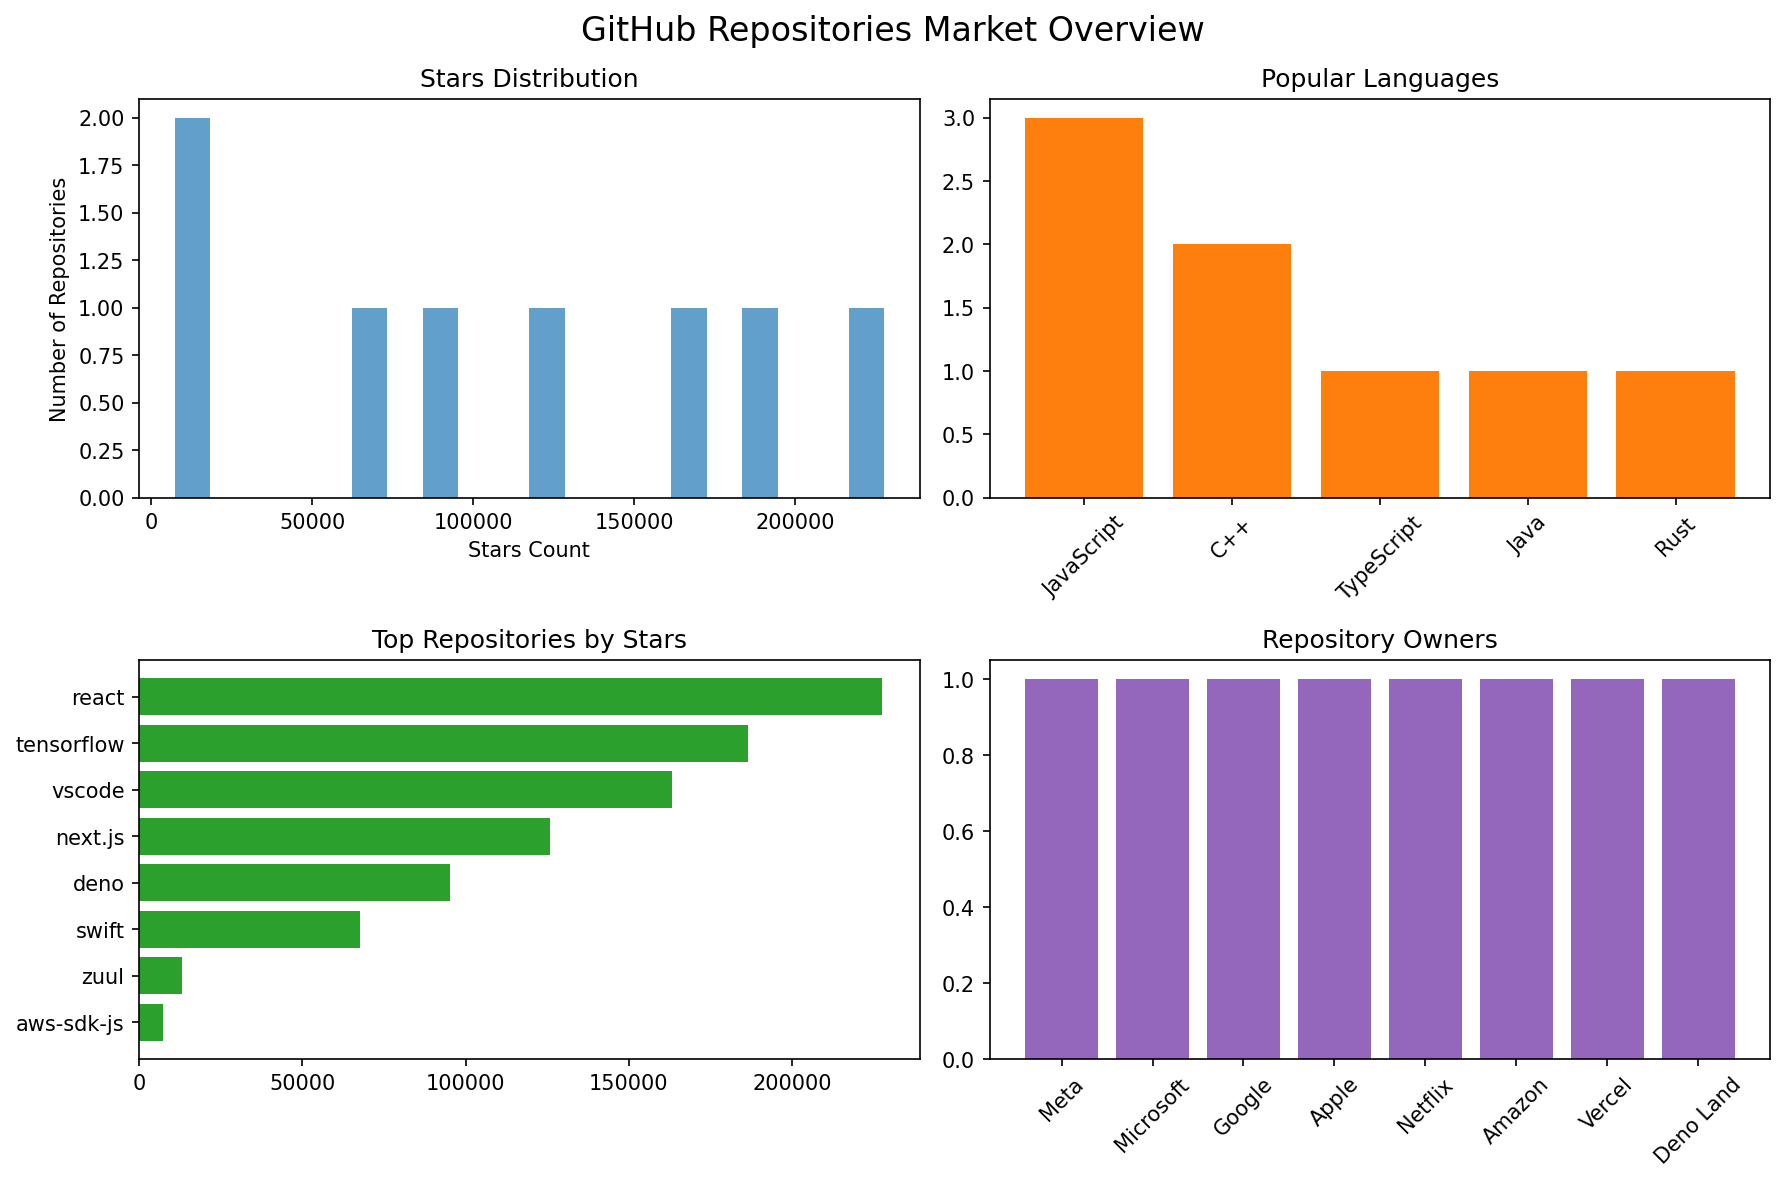 GitHub Repositories Market Overview
Stars Distribution
Number of Repositories
2.00
1.75
1.50
1.25
1.00
0.75
0.50
0.25
0.00
0 50000 100000 150000 200000
Stars Count
Popular Languages
3.0
2.5
2.0
1.5
1.0
0.5
0.0
JavaScript C++ TypeScript Java Rust
Top Repositories by Stars
react
tensorflow
vscode
next.js
deno
swift
zuul
aws-sdk-js
0 50000 100000 150000 200000
Repository Owners
1.0
0.8
0.6
0.4
0.2
0.0
Meta Microsoft Google Apple Netflix Amazon Vercel Deno Land